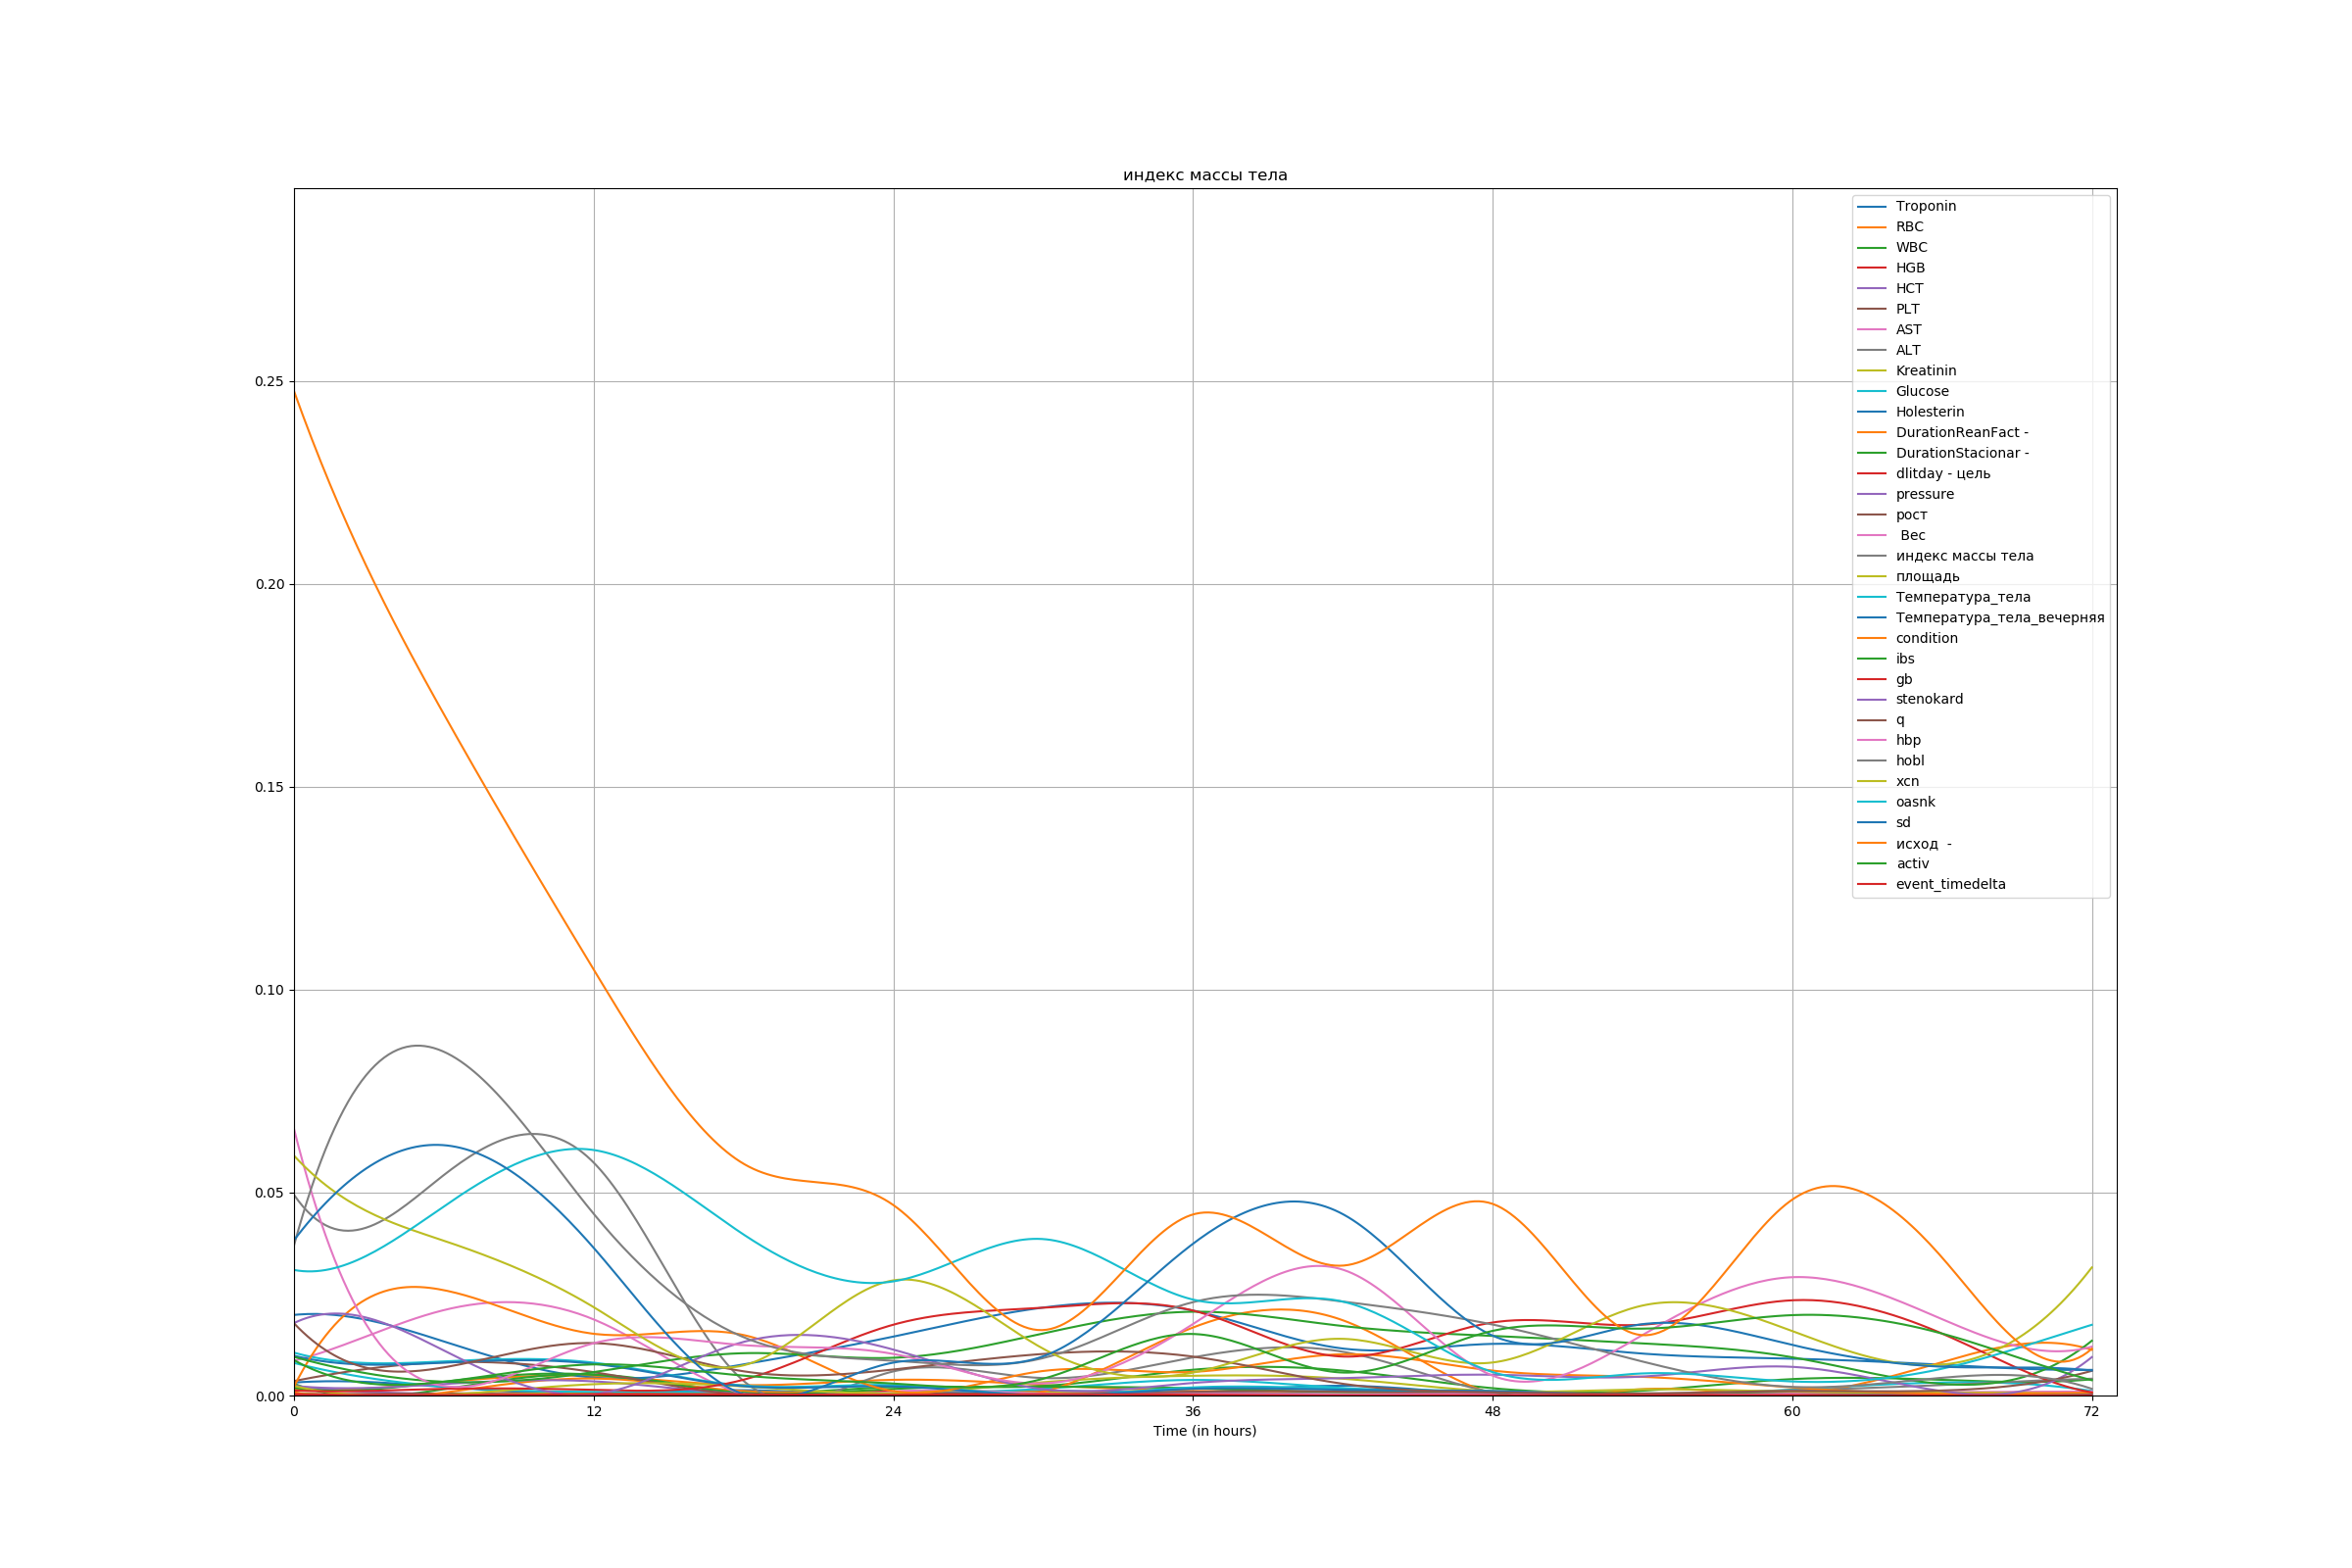 индекс массы тела
Troponin
RBC
WBC
HGB
HCT
PLT
AST
ALT
Kreatinin
Glucose
Holesterin
DurationReanFact -
DurationStacionar -
dlitday - цель
pressure
рост
Вес
индекс массы тела
площадь
Температура_тела
Температура_тела_вечерняя
condition
ibs
gb
stenokard
q
hbp
hobl
xcn
oasnk
sd
исход  -
activ
event_timedelta
0.25
0.20
0.15
0.10
0.05
0.00
0 12 24 36 48 60 72
Time (in hours)